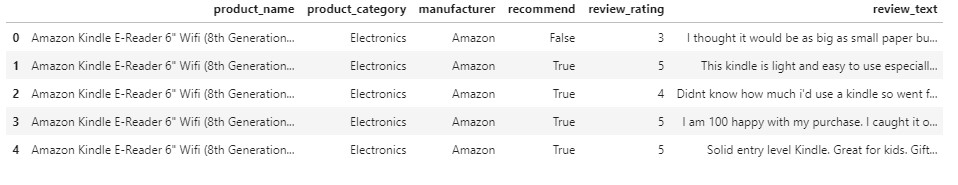 product_name product_category manufacturer recommend review_rating review_text
0 Amazon Kindle E-Reader 6" Wifi (8th Generation... Electronics Amazon False 3 I thought it would be as big as small paper bu...
1 Amazon Kindle E-Reader 6" Wifi (8th Generation... Electronics Amazon True 5 This kindle is light and easy to use especiall...
2 Amazon Kindle E-Reader 6" Wifi (8th Generation... Electronics Amazon True 4 Didnt know how much i'd use a kindle so went f...
3 Amazon Kindle E-Reader 6" Wifi (8th Generation... Electronics Amazon True 5 I am 100 happy with my purchase. I caught it o...
4 Amazon Kindle E-Reader 6" Wifi (8th Generation... Electronics Amazon True 5 Solid entry level Kindle. Great for kids. Gift...